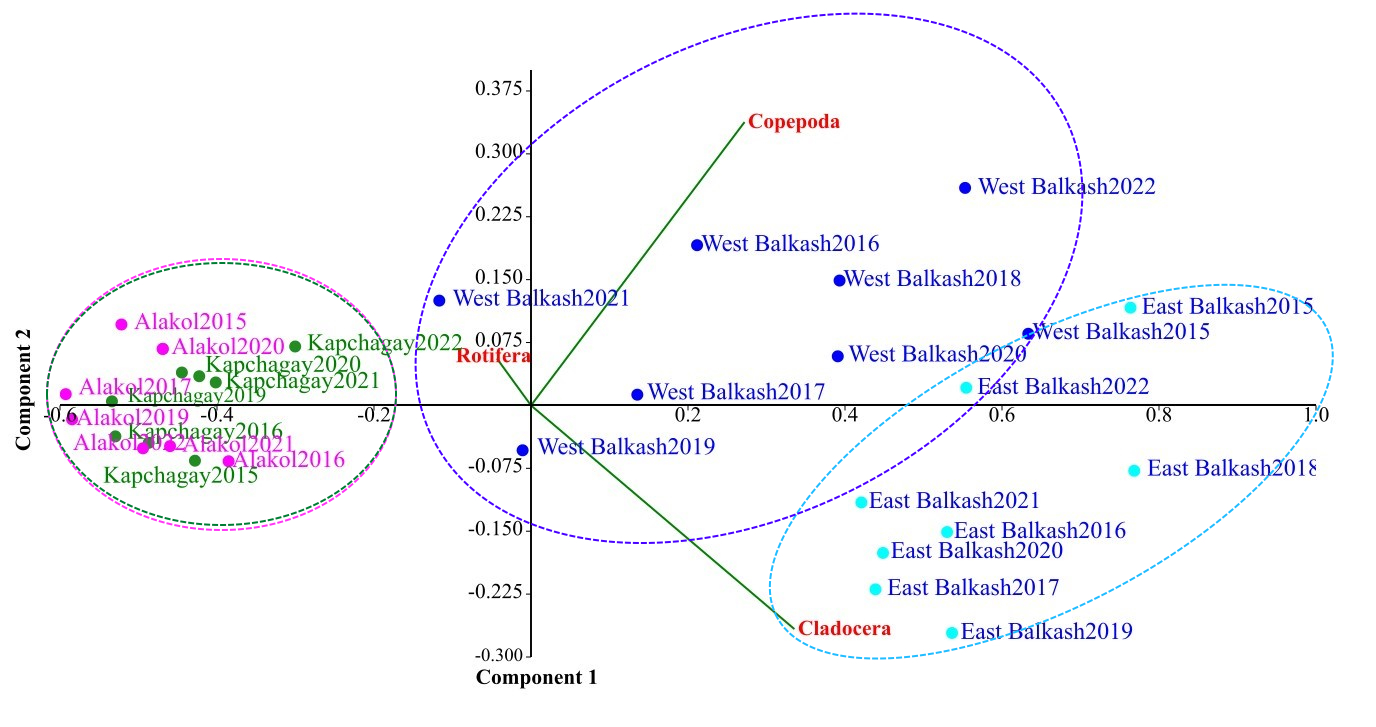 0.375
Copepoda
0.300
West Balkash2022
0.225
West Balkash2016
0.150
West Balkash2018
West Balkash2021
East Balkash2015
Alakol2015
West Balkash2015
0.075
Kapchagay2022
Alakol2020
Rotifera
West Balkash2020
Kapchagay2020
Kapchagay2021
Alakol2017
East Balkash2022
Kapchagay2019
West Balkash2017
-0.6
-0.4
-0.2
0.2
0.4
0.6
0.8
1.0
Alakol2019
Kapchagay2016
Alakol2022
Alakol2021
West Balkash2019
Alakol2016
-0.075
East Balkash2018
Kapchagay2015
East Balkash2021
-0.150
East Balkash2016
East Balkash2020
-0.225
East Balkash2017
Cladocera
East Balkash2019
-0.300
Component 1
Component 2